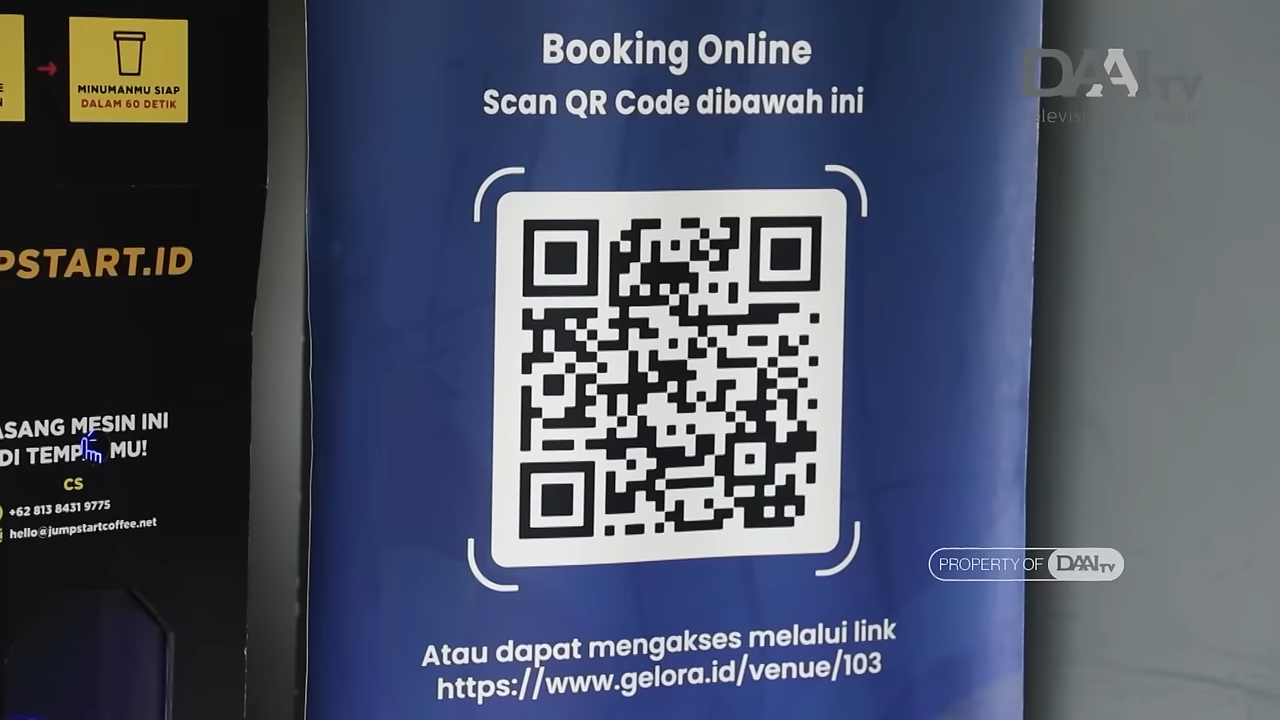 MINUMANMU SIAP
DALAM 60 DETIK
PSTART.ID
ASANG MESIN INI
DI TEMP MU!
CS
+62 813 8431 9775
hello@jumpstartcoffee.net
Booking Online
Scan QR Code dibawah ini
Atau dapat mengakses melalui link
https://www.gelora.id/venue/103
DAAI TV
PROPERTY OF DAAI TV